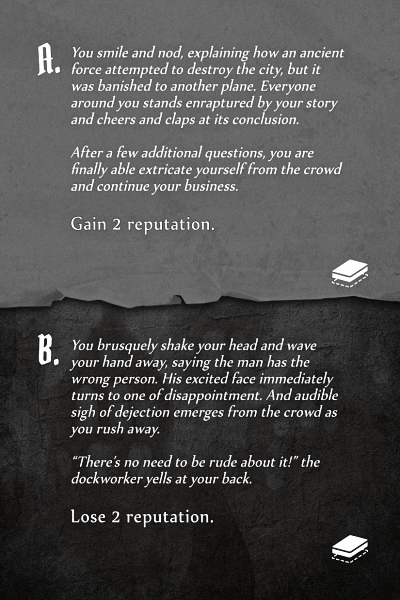 A.
You smile and nod, explaining how an ancient
force attempted to destroy the city, but it
was banished to another plane. Everyone
around you stands enraptured by your story
and cheers and claps at its conclusion.
After a few additional questions, you are
finally able extricate yourself from the crowd
and continue your business.
Gain 2 reputation.
B.
You brusquely shake your head and wave
your hand away, saying the man has the
wrong person. His excited face immediately
turns to one of disappointment. And audible
sigh of dejection emerges from the crowd as
you rush away.
“There’s no need to be rude about it!” the
dockworker yells at your back.
Lose 2 reputation.